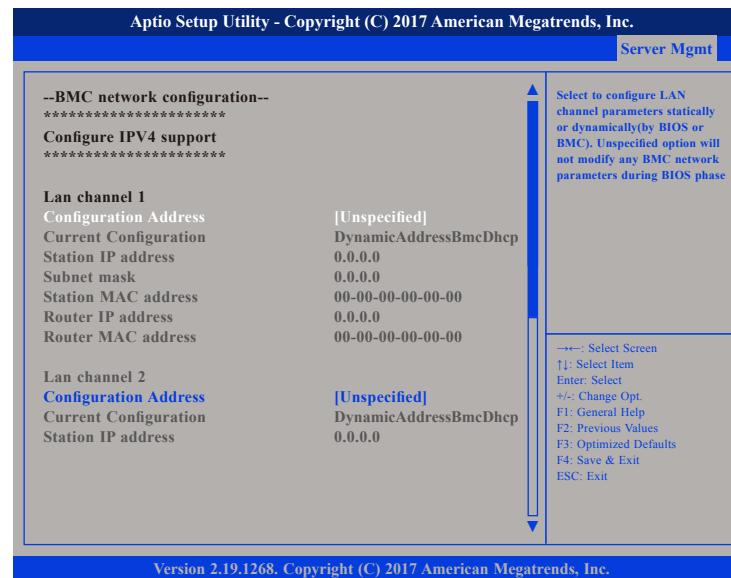 Aptio Setup Utility - Copyright (C) 2017 American Megatrends, Inc.
Server Mgmt
--BMC network configuration--
**********************
Configure IPV4 support
**********************
Lan channel 1
Configuration Address [Unspecified]
Current Configuration DynamicAddressBmcDhcp
Station IP address 0.0.0.0
Subnet mask 0.0.0.0
Station MAC address 00-00-00-00-00-00
Router IP address 0.0.0.0
Router MAC address 00-00-00-00-00-00
Lan channel 2
Configuration Address [Unspecified]
Current Configuration DynamicAddressBmcDhcp
Station IP address 0.0.0.0
Select to configure LAN
channel parameters statically
or dynamically(by BIOS or
BMC). Unspecified option will
not modify any BMC network
parameters during BIOS phase
→←: Select Screen
↑↓: Select Item
Enter: Select
+/-: Change Opt.
F1: General Help
F2: Previous Values
F3: Optimized Defaults
F4: Save & Exit
ESC: Exit
Version 2.19.1268. Copyright (C) 2017 American Megatrends, Inc.